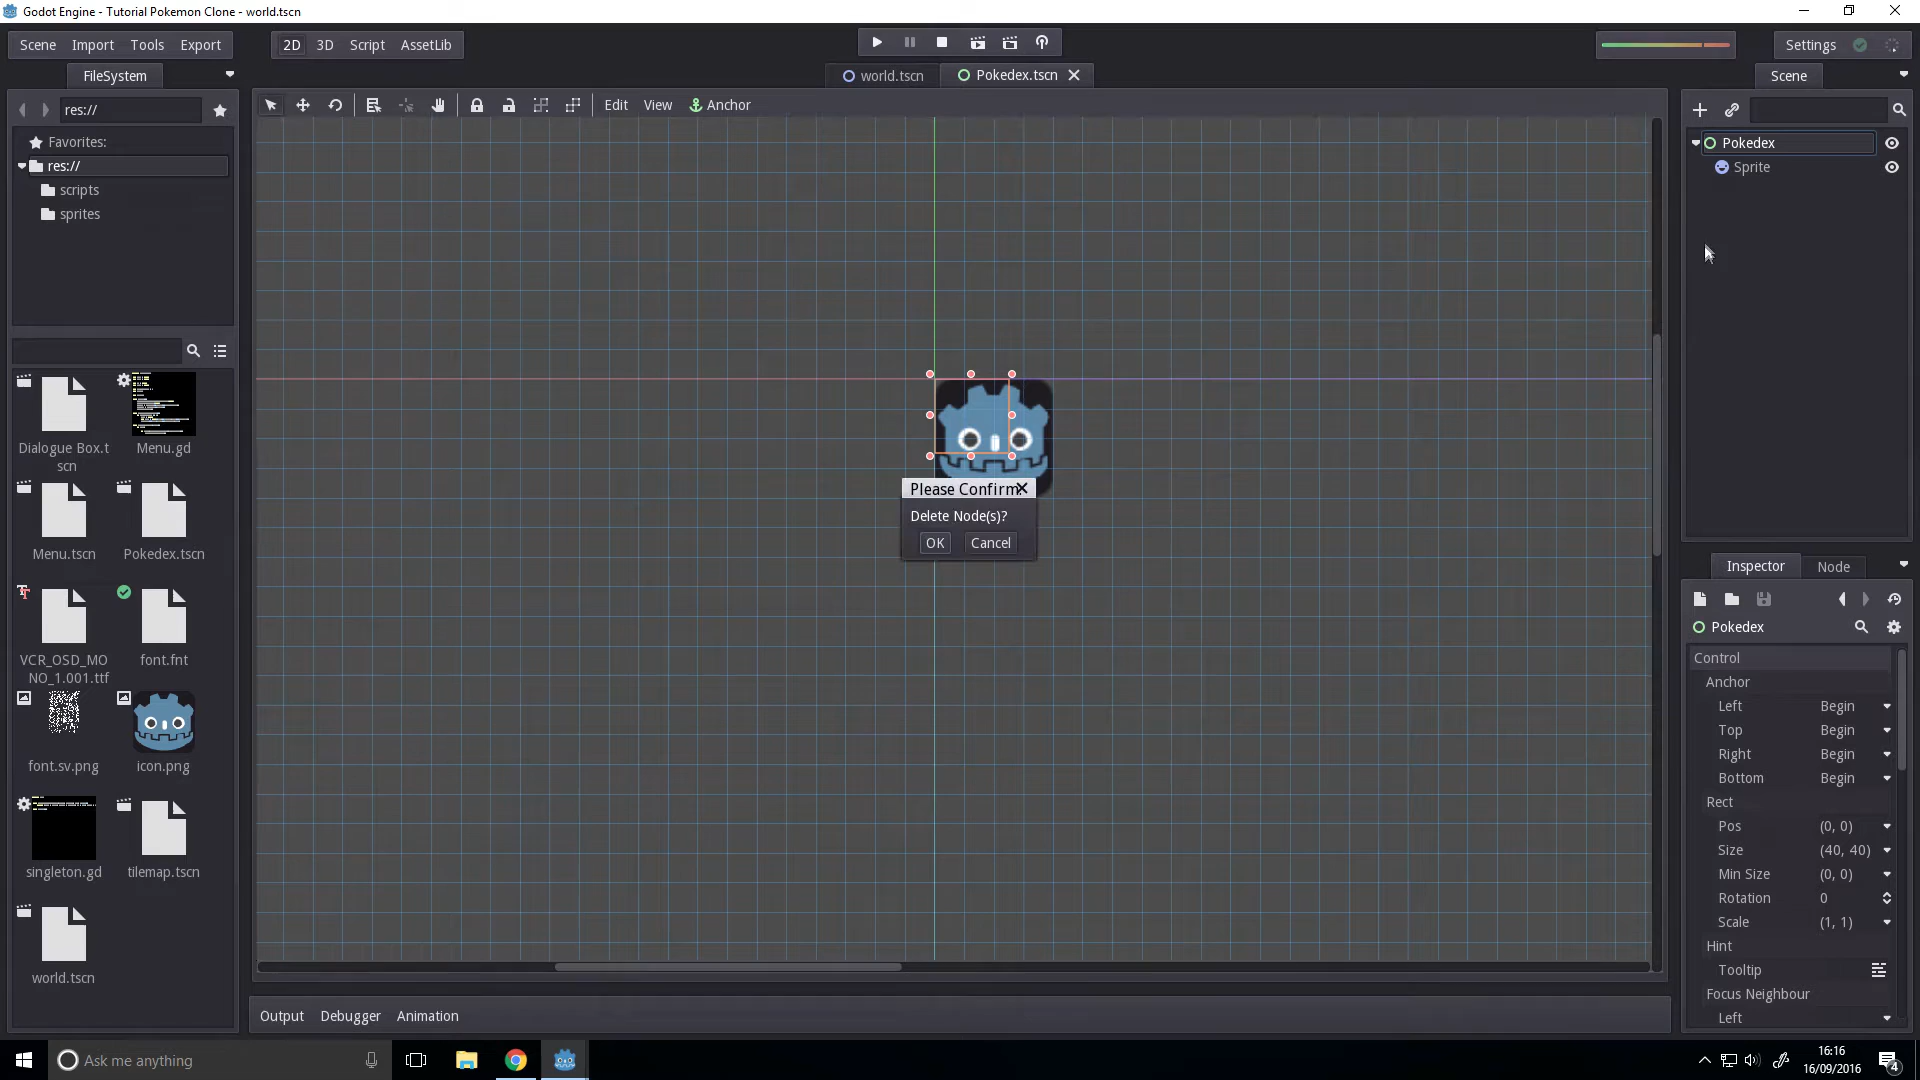 Godot Engine - Tutorial Pokemon Clone - world.tscn
Scene Import Tools Export
2D 3D Script AssetLib
Settings
FileSystem
world.tscn
Pokedex.tscn
Scene
res://
Edit View Anchor
Favorites:
res://
scripts
sprites
Pokedex
Sprite
Dialogue Box.t
scn
Menu.gd
Menu.tscn
Pokedex.tscn
VCR_OSD_MO
NO_1.001.ttf
font.fnt
font.sv.png
icon.png
singleton.gd
tilemap.tscn
world.tscn
Please Confirm
Delete Node(s)?
OK Cancel
Inspector Node
Pokedex
Control
Anchor
Left Begin
Top Begin
Right Begin
Bottom Begin
Rect
Pos (0, 0)
Size (40, 40)
Min Size (0, 0)
Rotation 0
Scale (1, 1)
Hint
Tooltip
Focus Neighbour
Left
Output Debugger Animation
Ask me anything
16:16
16/09/2016
4